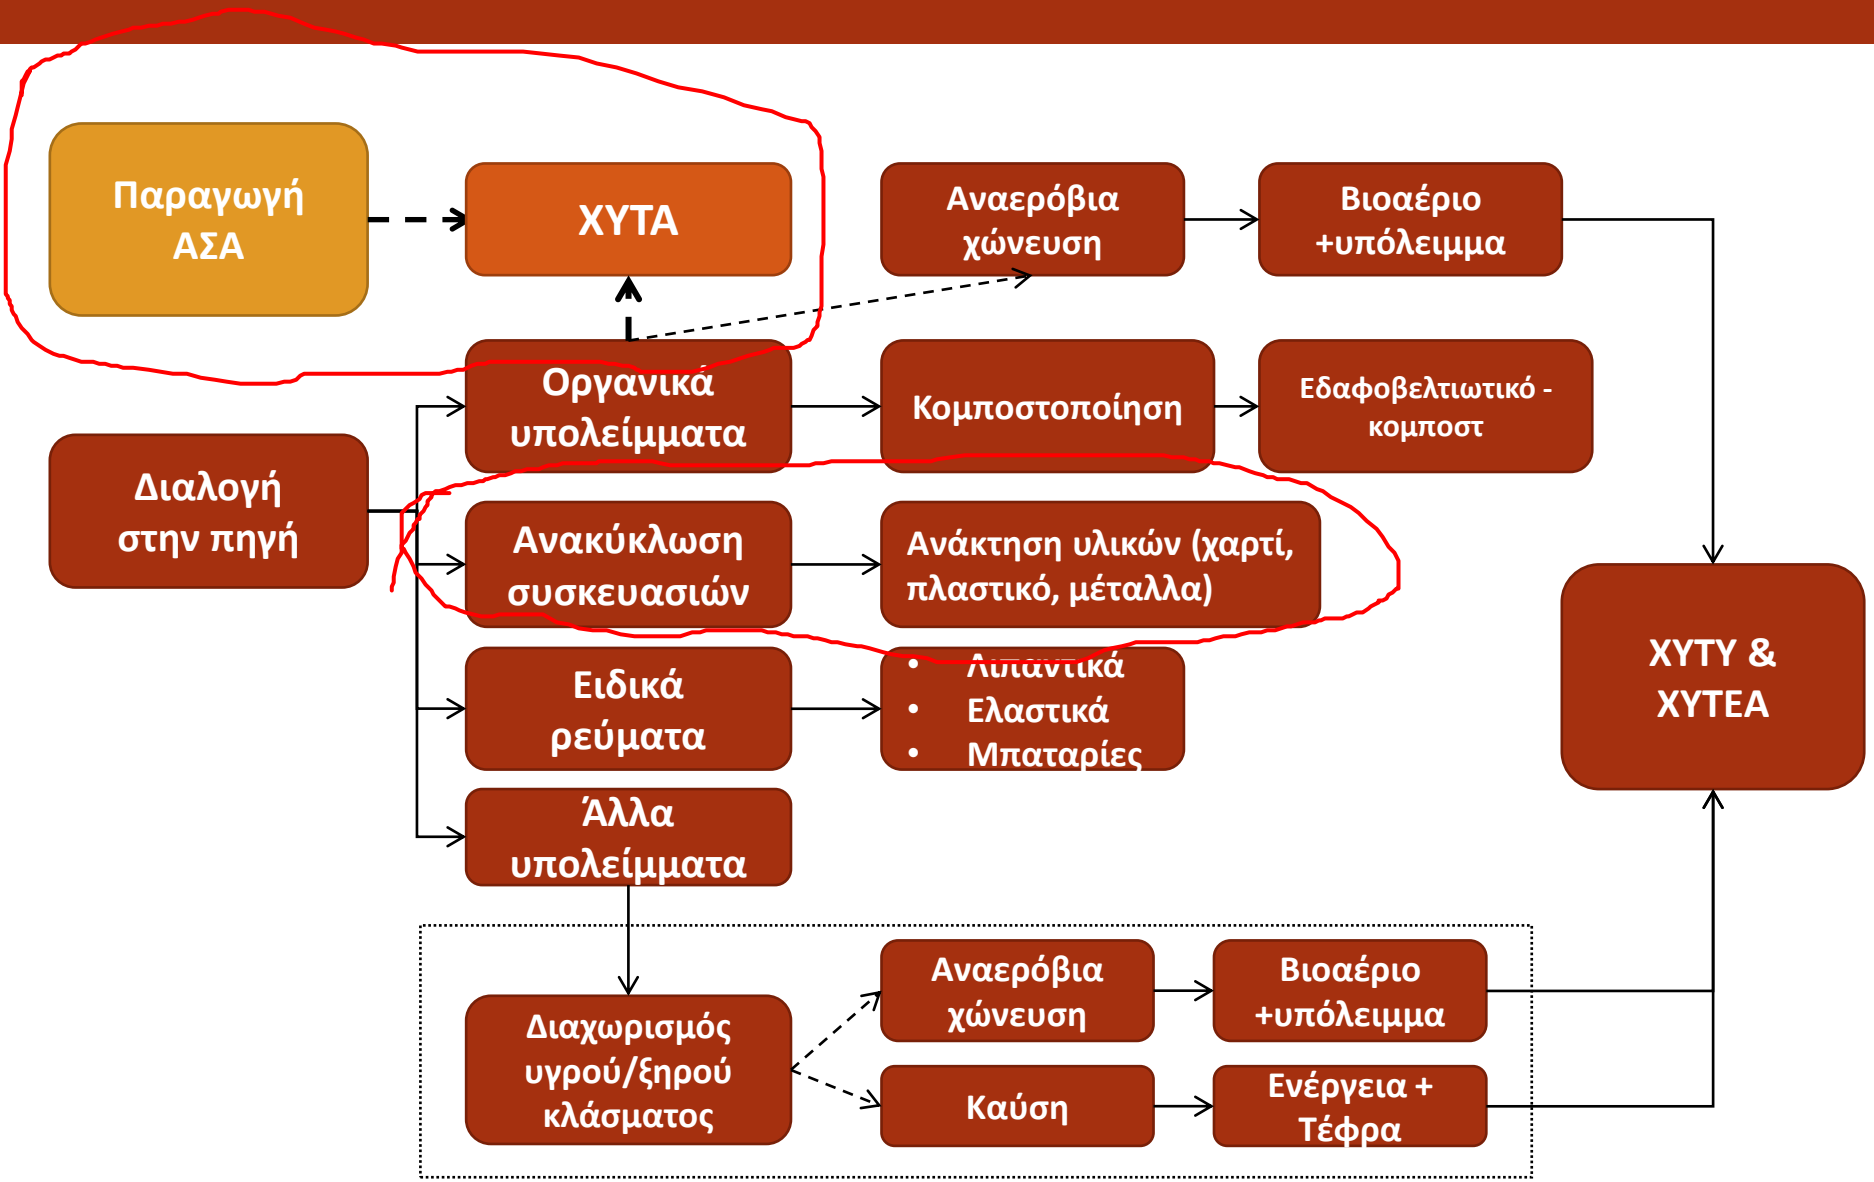 Παραγωγή
ΑΣΑ
ΧΥΤΑ
Αναερόβια
χώνευση
Βιοαέριο
+υπόλειμμα
Οργανικά
υπολείμματα
Κομποστοποίηση
Εδαφοβελτιωτικό -
κομποστ
Διαλογή
στην πηγή
Ανακύκλωση
συσκευασιών
Ανάκτηση υλικών (χαρτί,
πλαστικό, μέταλλα)
ΧΥΤΥ &
ΧΥΤΕΑ
Ειδικά
ρεύματα
• Λιπαντικά
• Ελαστικά
• Μπαταρίες
Άλλα
υπολείμματα
Διαχωρισμός
υγρού/ξηρού
κλάσματος
Αναερόβια
χώνευση
Βιοαέριο
+υπόλειμμα
Καύση
Ενέργεια +
Τέφρα